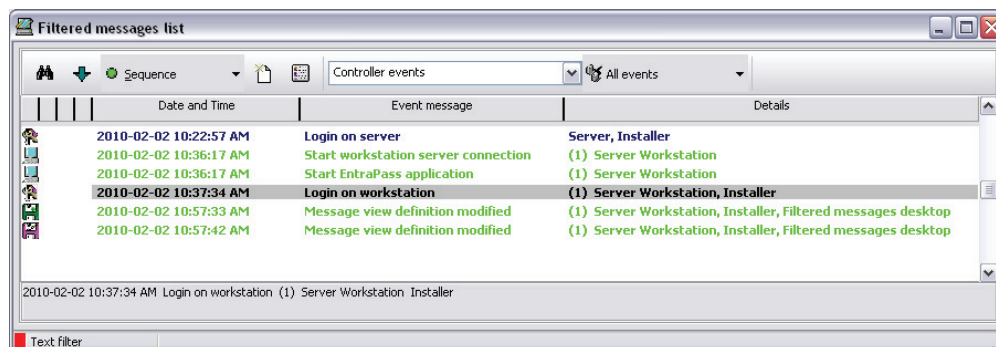 Filtered messages list
Sequence Controller events All events
Date and Time Event message Details
2010-02-02 10:22:57 AM Login on server Server, Installer
2010-02-02 10:36:17 AM Start workstation server connection (1) Server Workstation
2010-02-02 10:36:17 AM Start EntraPass application (1) Server Workstation
2010-02-02 10:37:34 AM Login on workstation (1) Server Workstation, Installer
2010-02-02 10:57:33 AM Message view definition modified (1) Server Workstation, Installer, Filtered messages desktop
2010-02-02 10:57:42 AM Message view definition modified (1) Server Workstation, Installer, Filtered messages desktop
2010-02-02 10:37:34 AM Login on workstation (1) Server Workstation Installer
Text filter